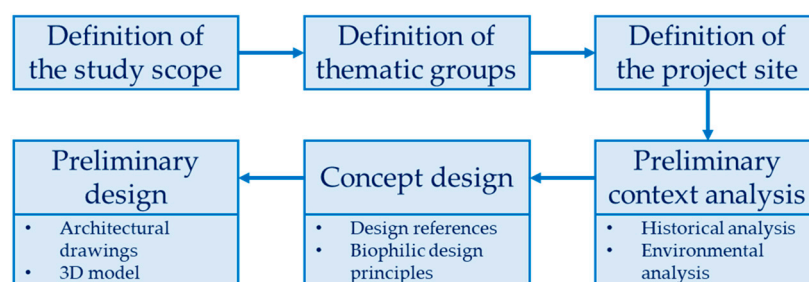 Definition of
the study scope
Definition of
thematic groups
Definition of
the project site
Preliminary
design
• Architectural
drawings
• 3D model
Concept design
• Design references
• Biophilic design
principles
Preliminary
context analysis
• Historical analysis
• Environmental
analysis